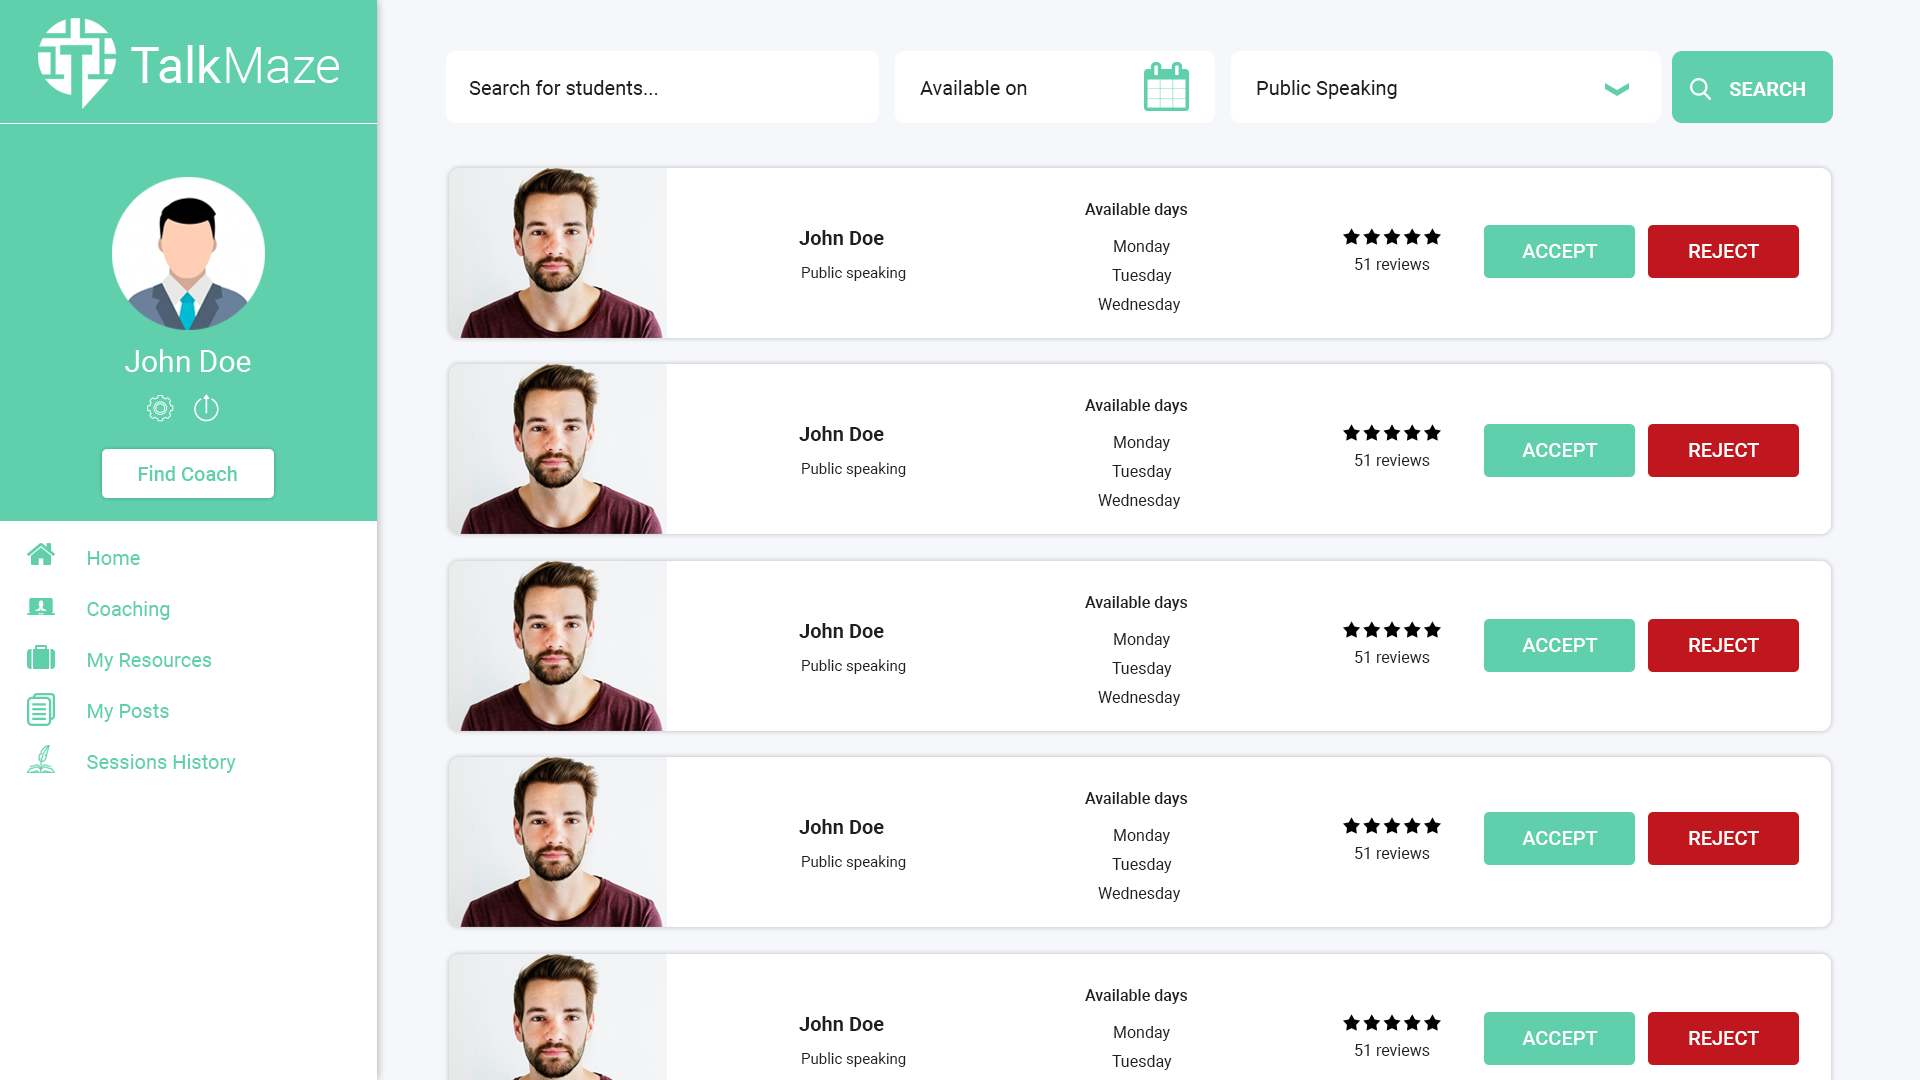 TalkMaze
John Doe
Find Coach
Home
Coaching
My Resources
My Posts
Sessions History
Search for students...
Available on
Public Speaking
SEARCH
John Doe
Public speaking
Available days
Monday
Tuesday
Wednesday
51 reviews
ACCEPT
REJECT
John Doe
Public speaking
Available days
Monday
Tuesday
Wednesday
51 reviews
ACCEPT
REJECT
John Doe
Public speaking
Available days
Monday
Tuesday
Wednesday
51 reviews
ACCEPT
REJECT
John Doe
Public speaking
Available days
Monday
Tuesday
Wednesday
51 reviews
ACCEPT
REJECT
John Doe
Public speaking
Available days
Monday
Tuesday
51 reviews
ACCEPT
REJECT